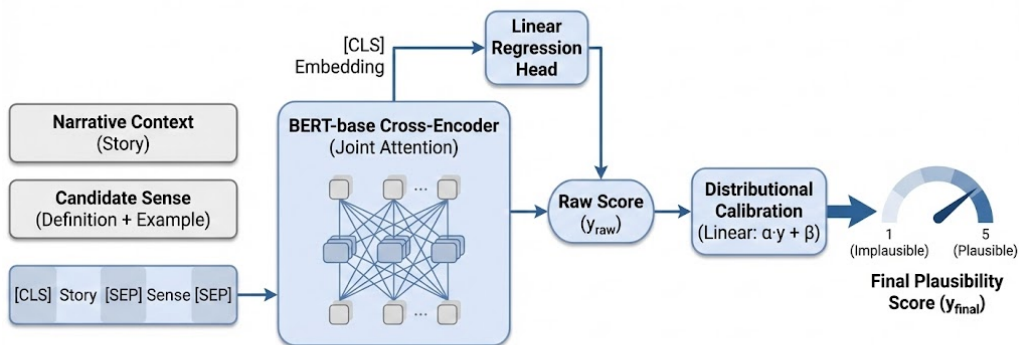 Narrative Context
(Story)
Candidate Sense
(Definition + Example)
[CLS] Story [SEP] Sense [SEP]
BERT-base Cross-Encoder
(Joint Attention)
...
...
[CLS]
Embedding
Linear
Regression
Head
Raw Score
(y_raw)
Distributional
Calibration
(Linear: α·y + β)
1
(Implausible)
5
(Plausible)
Final Plausibility
Score (y_final)